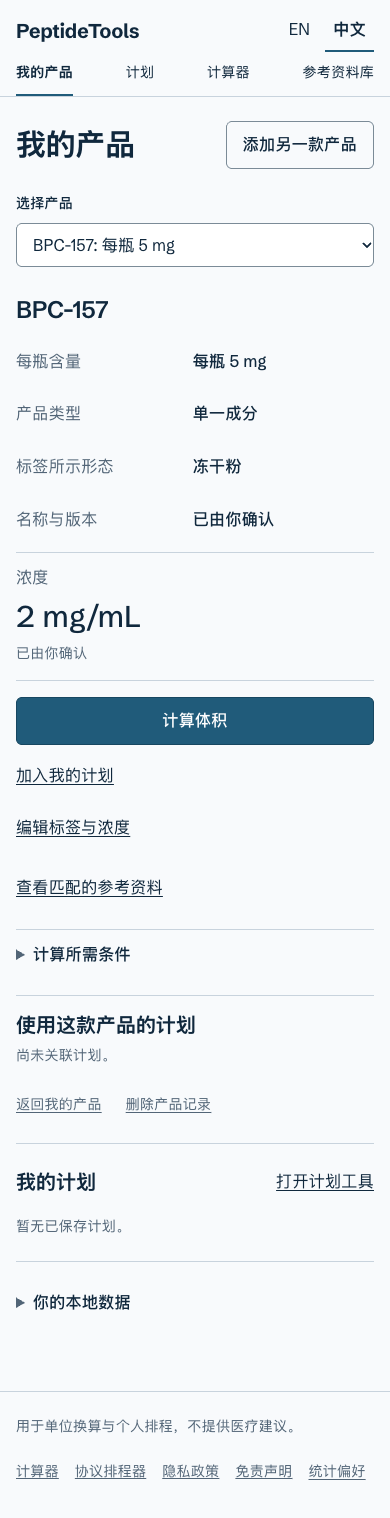 PeptideTools
EN 中文
我的产品 计划 计算器 参考资料库
我的产品
添加另一款产品
选择产品
BPC-157: 每瓶 5 mg
BPC-157
每瓶含量 每瓶 5 mg
产品类型 单一成分
标签所示形态 冻干粉
名称与版本 已由你确认
浓度
2 mg/mL
已由你确认
计算体积
加入我的计划
编辑标签与浓度
查看匹配的参考资料
计算所需条件
使用这款产品的计划
尚未关联计划。
返回我的产品 删除产品记录
我的计划 打开计划工具
暂无已保存计划。
你的本地数据
用于单位换算与个人排程，不提供医疗建议。
计算器 协议排程器 隐私政策 免责声明 统计偏好